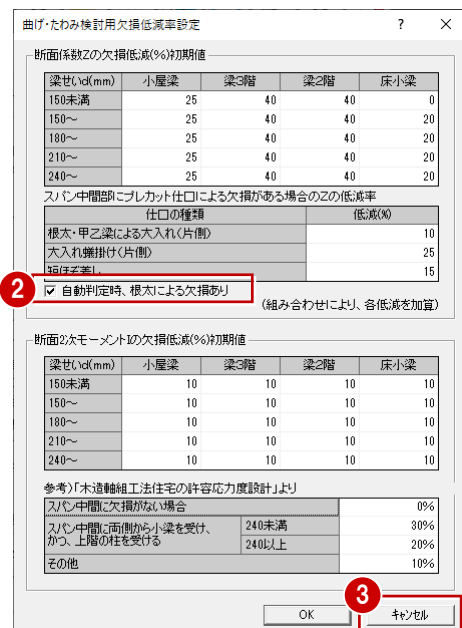 曲げ・たわみ検討用欠損低減率設定 ? ×
断面係数Zの欠損低減(%)初期値
梁せいd(mm) 小屋梁 梁3階 梁2階 床小梁
150未満 25 40 40 0
150～ 25 40 40 20
180～ 25 40 40 20
210～ 25 40 40 20
240～ 25 40 40 20
スパン中間部にプレカット仕口による欠損がある場合のZの低減率
仕口の種類 低減(%)
根太・甲乙梁による大入れ(片側) 10
大入れ蟻掛け(片側) 25
短ほぞ差し 15
2 自動判定時、根太による欠損あり
(組み合わせにより、各低減を加算)
断面2次モーメントIの欠損低減(%)初期値
梁せいd(mm) 小屋梁 梁3階 梁2階 床小梁
150未満 10 10 10 10
150～ 10 10 10 10
180～ 10 10 10 10
210～ 10 10 10 10
240～ 10 10 10 10
参考)「木造軸組工法住宅の許容応力度設計」より
スパン中間に欠損がない場合 0%
スパン中間に両側から小梁を受け、 240未満 30%
かつ、上階の柱を受ける 240以上 20%
その他 10%
3
OK キャンセル